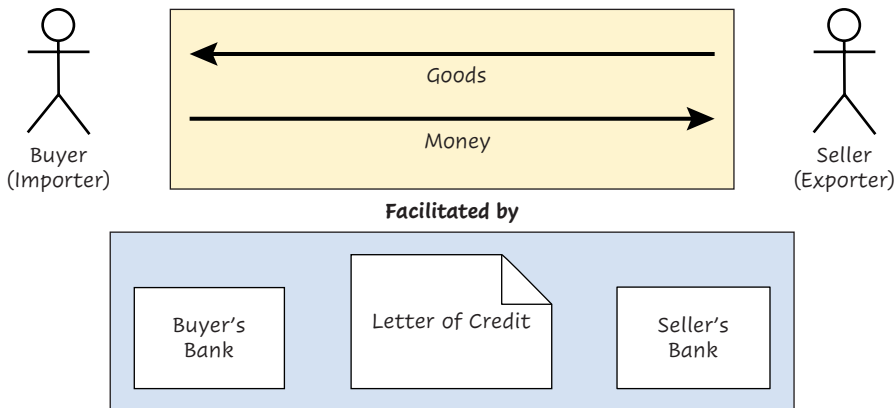 Goods
Money
Buyer
(Importer)
Seller
(Exporter)
Facilitated by
Buyer's
Bank
Letter of Credit
Seller's
Bank